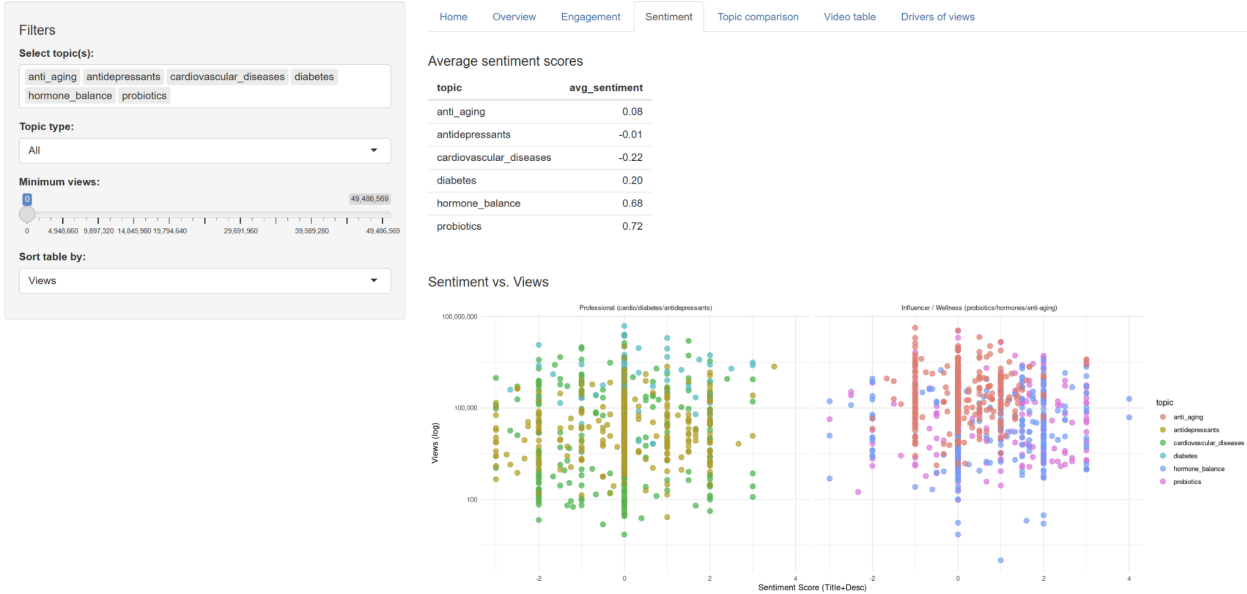 Home Overview Engagement Sentiment Topic comparison Video table Drivers of views
Filters
Select topic(s):
anti_aging antidepressants cardiovascular_diseases diabetes
hormone_balance probiotics
Topic type:
All
Minimum views:
0 49,486,569
0 4,948,660 9,897,320 14,845,980 19,794,640 29,691,960 39,589,280 49,486,569
Sort table by:
Views
Average sentiment scores
topic avg_sentiment
anti_aging 0.08
antidepressants -0.01
cardiovascular_diseases -0.22
diabetes 0.20
hormone_balance 0.68
probiotics 0.72
Sentiment vs. Views
Professional (cardio/diabetes/antidepressants) Influencer / Wellness (probiotics/hormones/anti-aging)
100,000,000
100,000
100
Views (log)
-2 0 2 4 -2 0 2 4
Sentiment Score (Title+Desc)
topic
anti_aging
antidepressants
cardiovascular_diseases
diabetes
hormone_balance
probiotics